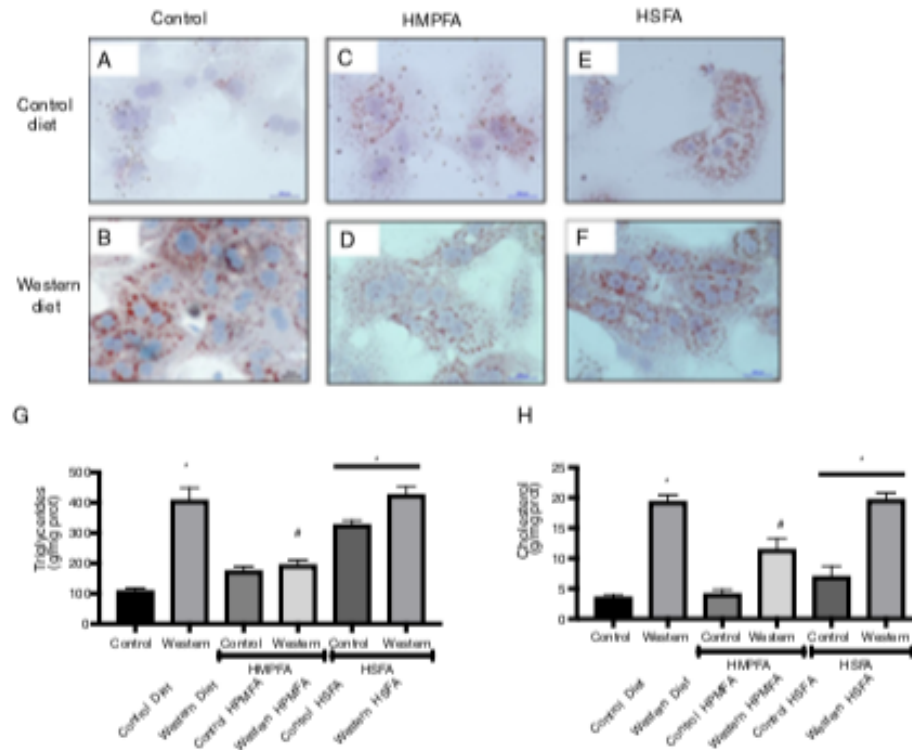 Control HMPFA HSFA
Control diet
A C E
Western diet
B D F
G
Triglycerides (g/mg prot)
500
400
300
200
100
0
*
#
*
Control Western Control Western Control Western
HMPFA HSFA
Control Diet
Western Diet
Control HPMFA
Western HPMFA
Control HSFA
Western HSFA
H
Cholesterol (g/mg prot)
25
20
15
10
5
0
*
#
*
Control Western Control Western Control Western
HMPFA HSFA
Control Diet
Western Diet
Control HPMFA
Western HPMFA
Control HSFA
Western HSFA